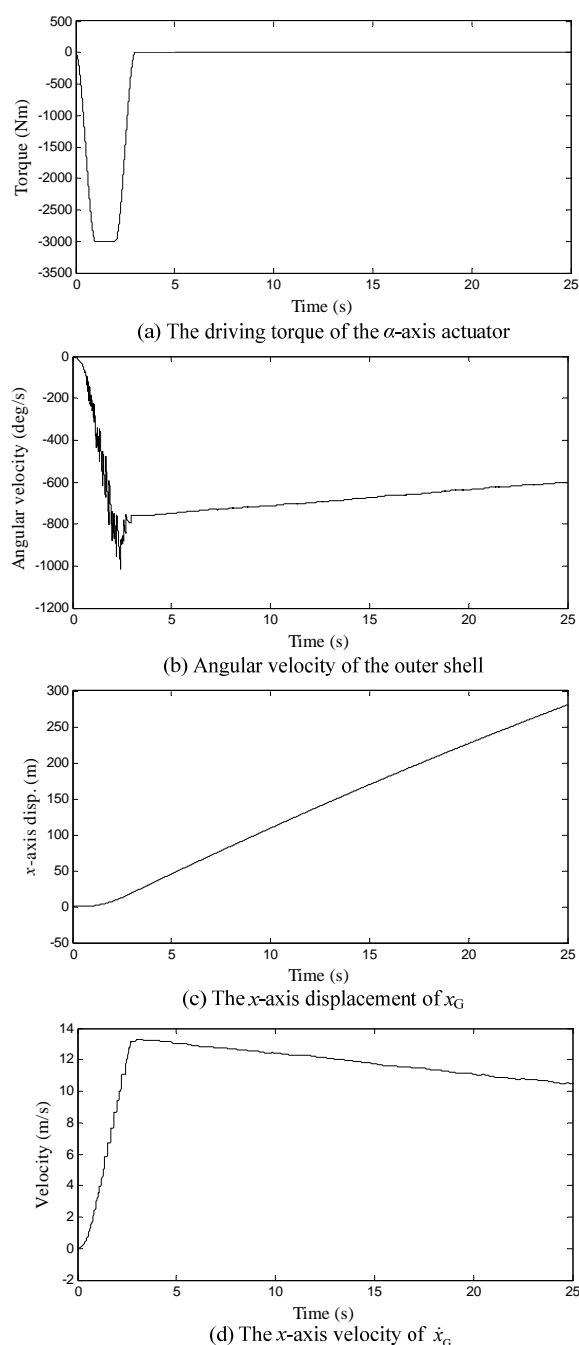 500
0
-500
-1000
-1500
-2000
-2500
-3000
-3500
Torque (Nm)
0 5 10 15 20 25
Time (s)
(a) The driving torque of the α-axis actuator
0
-200
-400
-600
-800
-1000
-1200
Angular velocity (deg/s)
0 5 10 15 20 25
Time (s)
(b) Angular velocity of the outer shell
300
250
200
150
100
50
0
-50
x-axis disp. (m)
0 5 10 15 20 25
Time (s)
(c) The x-axis displacement of xG
14
12
10
8
6
4
2
0
-2
Velocity (m/s)
0 5 10 15 20 25
Time (s)
(d) The x-axis velocity of ẋG